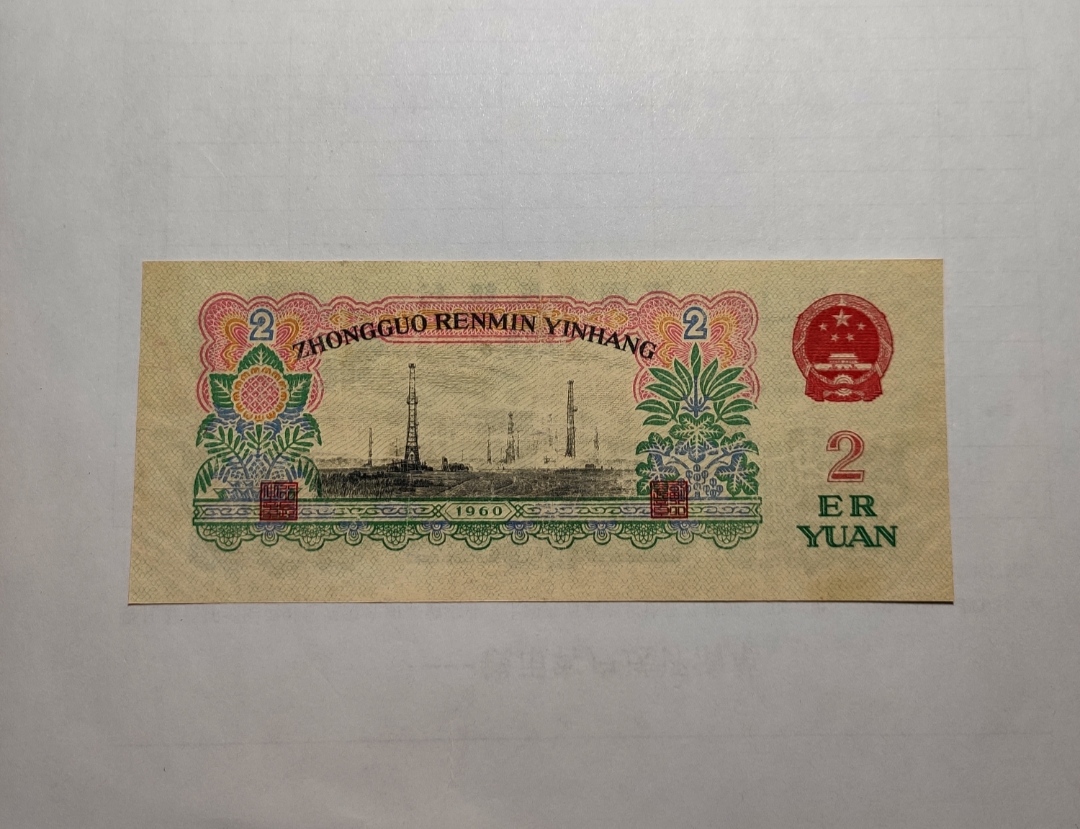 2 ZHONGGUO RENMIN YINHANG 2
1960
2
ER
YUAN